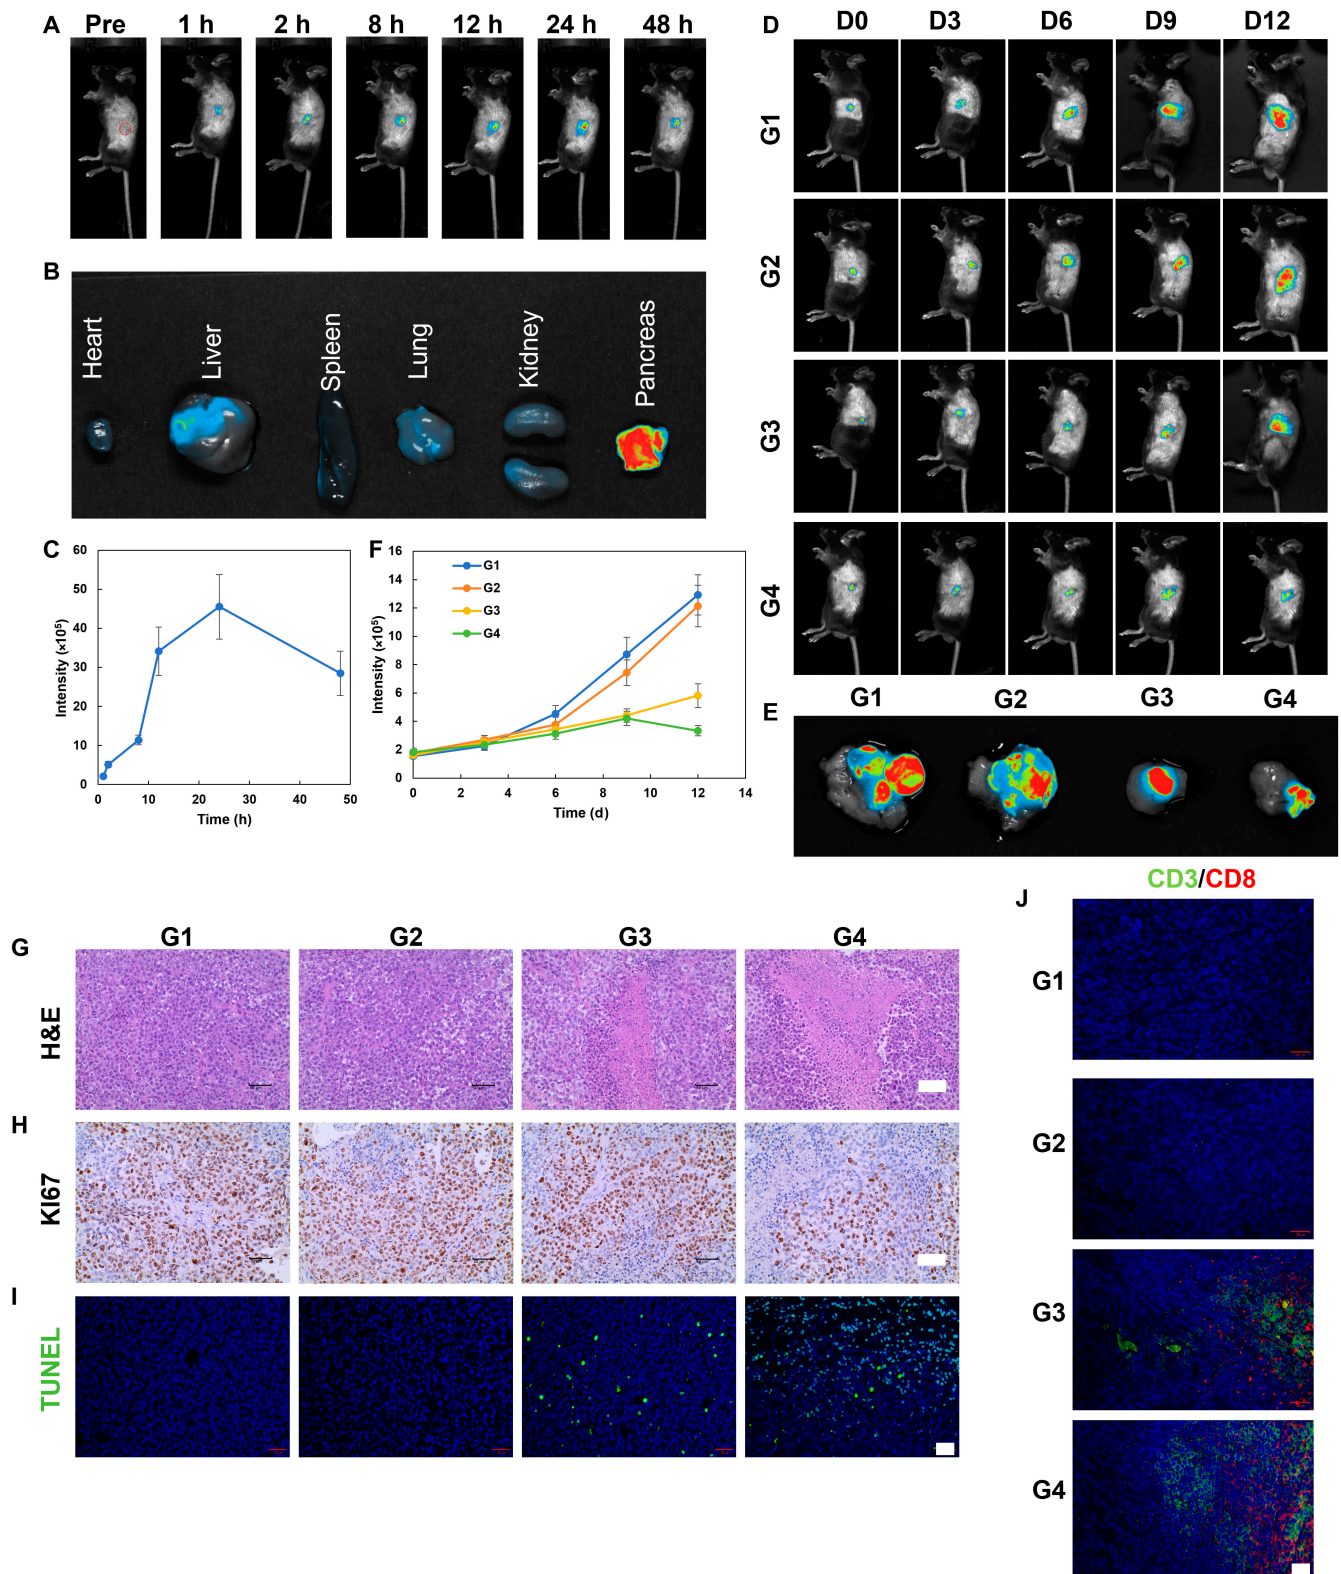 A
Pre
1 h
2 h
8 h
12 h
24 h
48 h
B
Heart
Liver
Spleen
Lung
Kidney
Pancreas
C
60
50
40
30
20
10
0
Intensity (×10⁵)
0
10
20
30
40
50
Time (h)
F
16
14
12
10
8
6
4
2
0
Intensity (×10⁵)
G1
G2
G3
G4
0
2
4
6
8
10
12
14
Time (d)
D
D0
D3
D6
D9
D12
G1
G2
G3
G4
E
G1
G2
G3
G4
G
G1
G2
G3
G4
H&E
H
KI67
I
TUNEL
J
CD3/CD8
G1
G2
G3
G4